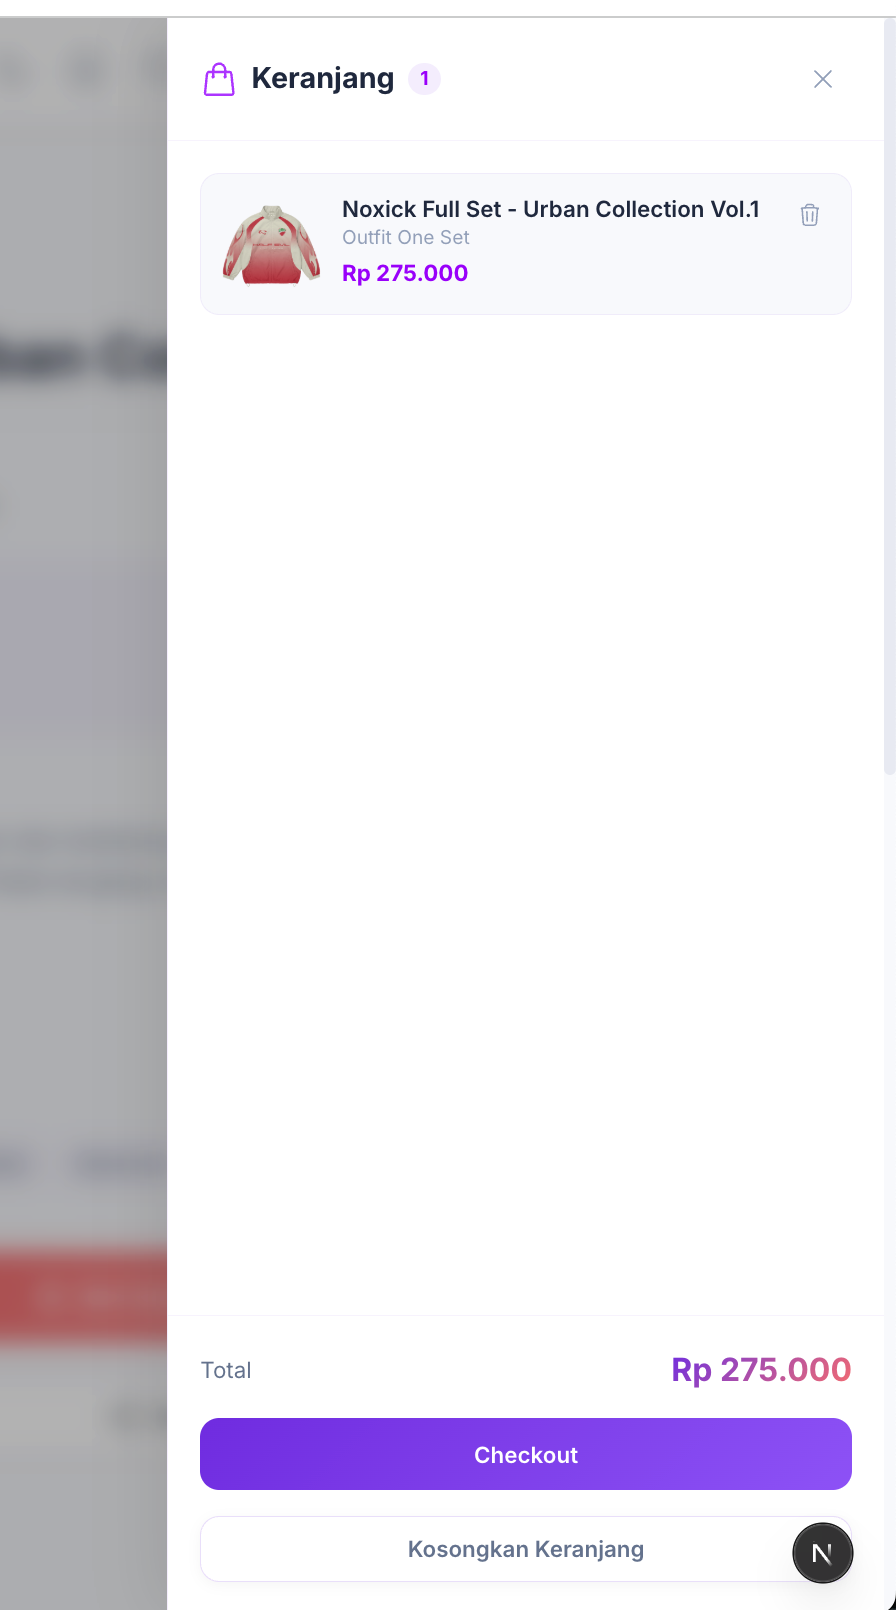 Keranjang 1
Noxick Full Set - Urban Collection Vol.1
Outfit One Set
Rp 275.000
Total
Rp 275.000
Checkout
Kosongkan Keranjang
N